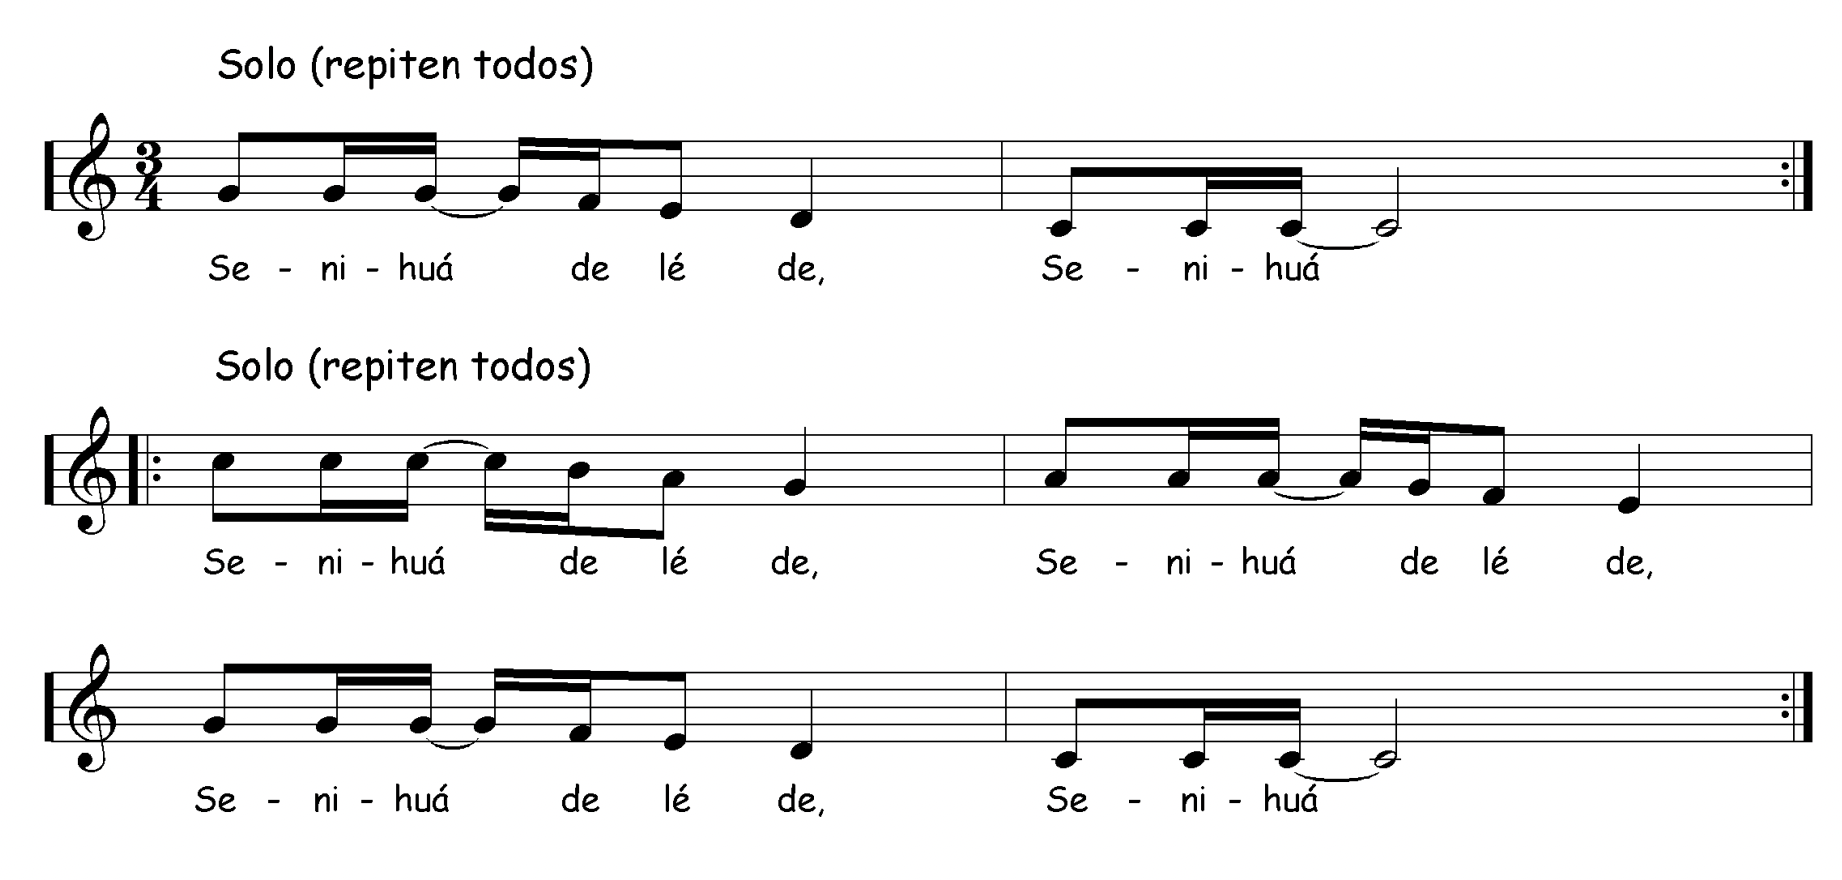 Solo (repiten todos)
3
4
Se - ni - huá de lé de, Se - ni - huá
Solo (repiten todos)
Se - ni - huá de lé de, Se - ni - huá de lé de,
Se - ni - huá de lé de, Se - ni - huá